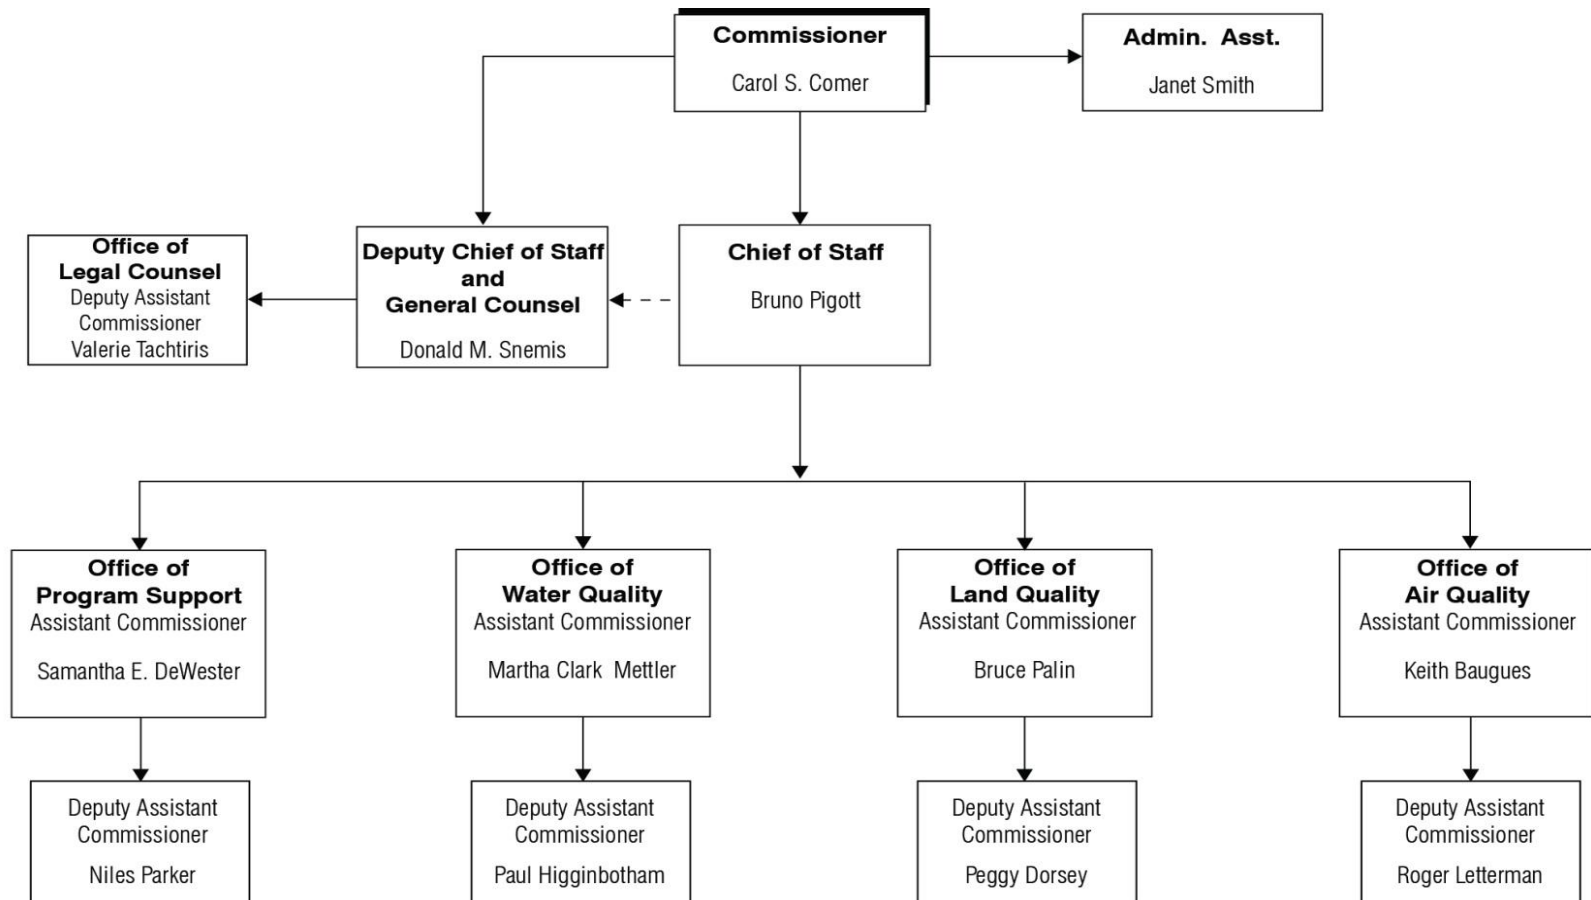 Commissioner
Carol S. Comer
Admin. Asst.
Janet Smith
Office of
Legal Counsel
Deputy Assistant
Commissioner
Valerie Tachtiris
Deputy Chief of Staff
and
General Counsel
Donald M. Snemis
Chief of Staff
Bruno Pigott
Office of
Program Support
Assistant Commissioner
Samantha E. DeWester
Office of
Water Quality
Assistant Commissioner
Martha Clark Mettler
Office of
Land Quality
Assistant Commissioner
Bruce Palin
Office of
Air Quality
Assistant Commissioner
Keith Baugues
Deputy Assistant
Commissioner
Niles Parker
Deputy Assistant
Commissioner
Paul Higginbotham
Deputy Assistant
Commissioner
Peggy Dorsey
Deputy Assistant
Commissioner
Roger Letterman